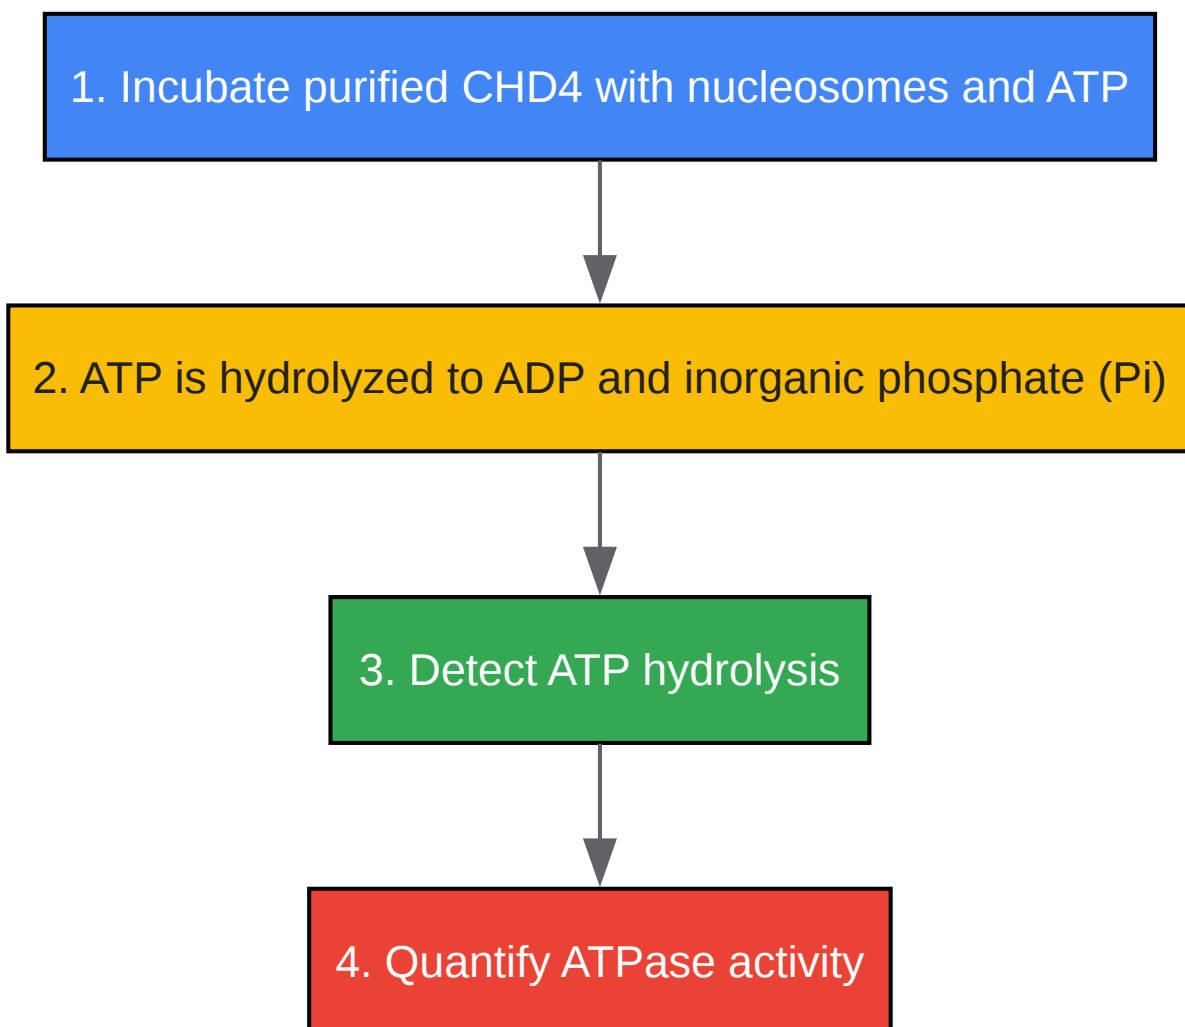 1. Incubate purified CHD4 with nucleosomes and ATP
2. ATP is hydrolyzed to ADP and inorganic phosphate (Pi)
3. Detect ATP hydrolysis
4. Quantify ATPase activity